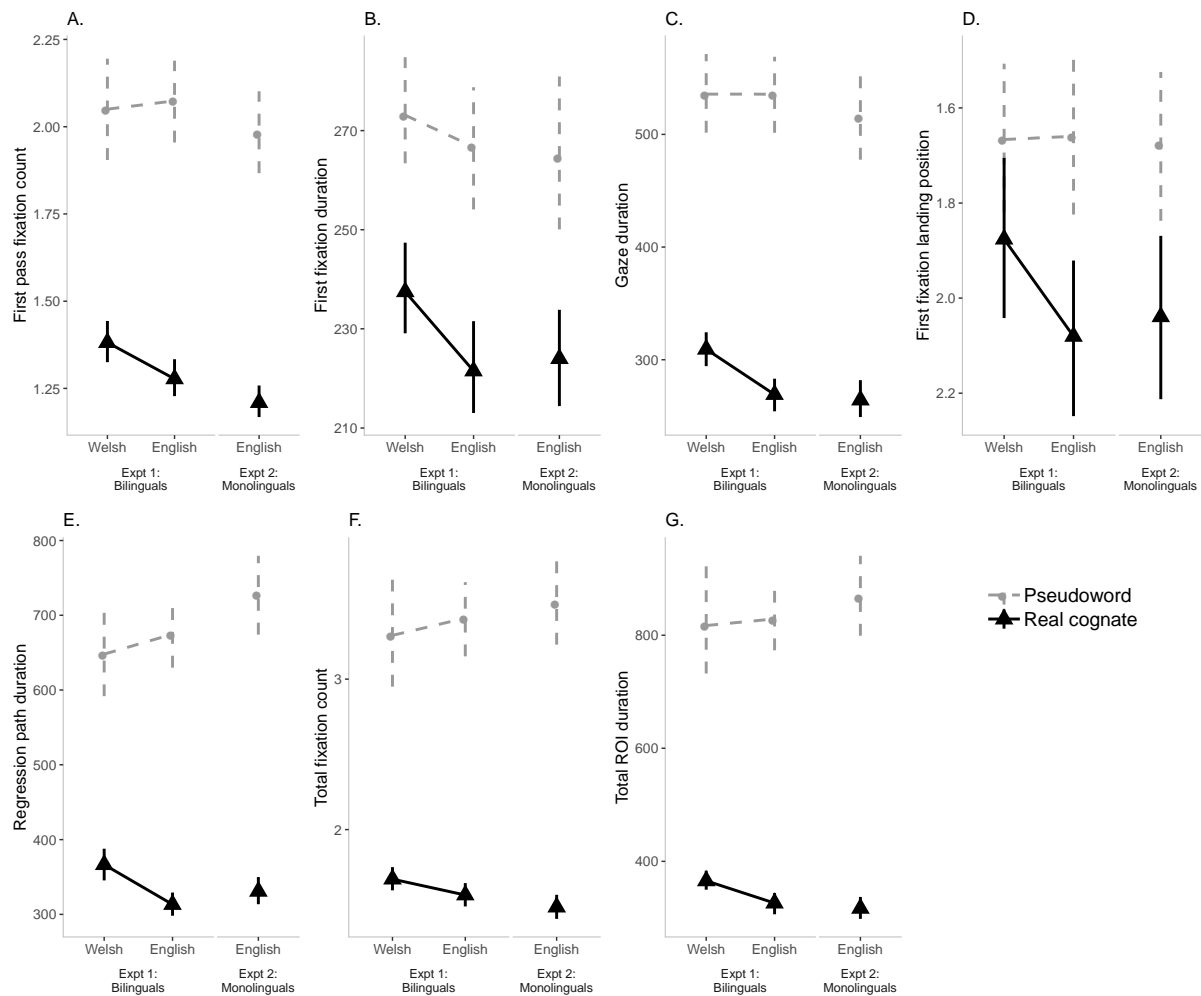 A.
First pass fixation count
2.25
2.00
1.75
1.50
1.25
Welsh
English
English
Expt 1:
Bilinguals
Expt 2:
Monolinguals
B.
First fixation duration
270
250
230
210
Welsh
English
English
Expt 1:
Bilinguals
Expt 2:
Monolinguals
C.
Gaze duration
500
400
300
Welsh
English
English
Expt 1:
Bilinguals
Expt 2:
Monolinguals
D.
First fixation landing position
1.6
1.8
2.0
2.2
Welsh
English
English
Expt 1:
Bilinguals
Expt 2:
Monolinguals
E.
Regression path duration
800
700
600
500
400
300
Welsh
English
English
Expt 1:
Bilinguals
Expt 2:
Monolinguals
F.
Total fixation count
3
2
Welsh
English
English
Expt 1:
Bilinguals
Expt 2:
Monolinguals
G.
Total ROI duration
800
600
400
Welsh
English
English
Expt 1:
Bilinguals
Expt 2:
Monolinguals
Pseudoword
Real cognate